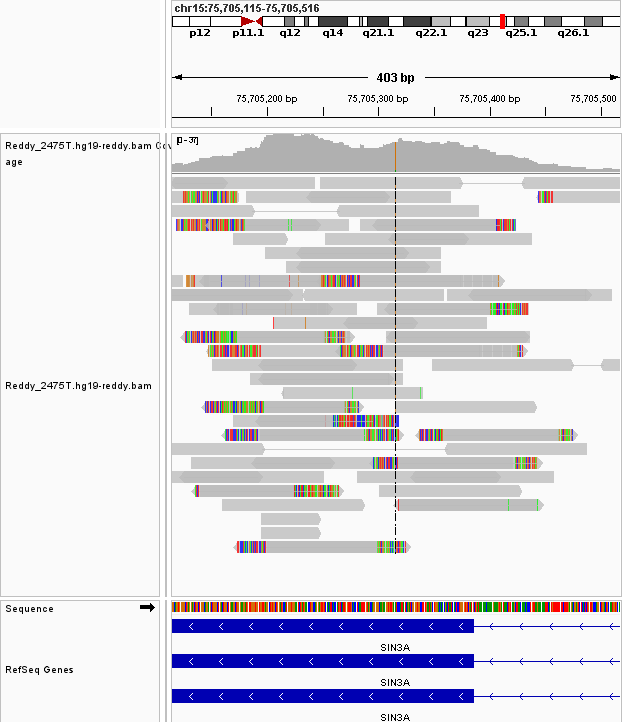 chr15:75,705,115-75,705,516
p12 p11.1 q12 q14 q21.1 q22.1 q23 q25.1 q26.1
403 bp
75,705,200 bp 75,705,300 bp 75,705,400 bp 75,705,500
Reddy_2475T.hg19-reddy.bam Cov
age
[0 - 37]
Reddy_2475T.hg19-reddy.bam
Sequence
SIN3A
RefSeq Genes
SIN3A
SIN3A